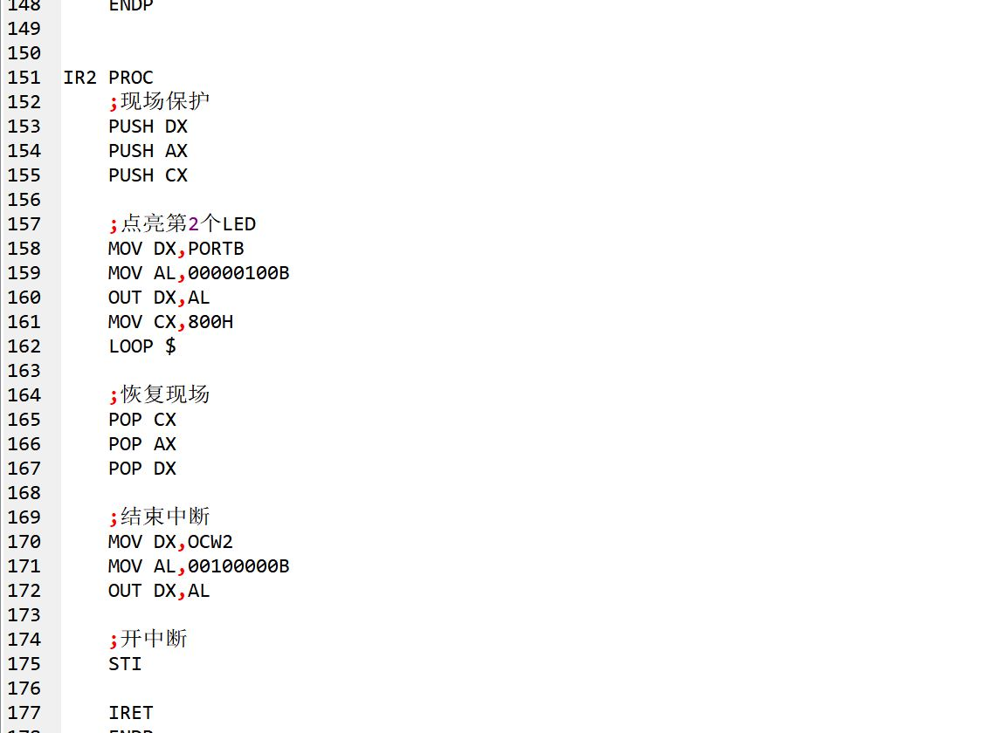 148 ENDP
149
150
151 IR2 PROC
152 ;现场保护
153 PUSH DX
154 PUSH AX
155 PUSH CX
156
157 ;点亮第2个LED
158 MOV DX,PORTB
159 MOV AL,00000100B
160 OUT DX,AL
161 MOV CX,800H
162 LOOP $
163
164 ;恢复现场
165 POP CX
166 POP AX
167 POP DX
168
169 ;结束中断
170 MOV DX,OCW2
171 MOV AL,00100000B
172 OUT DX,AL
173
174 ;开中断
175 STI
176
177 IRET
178 ENDP